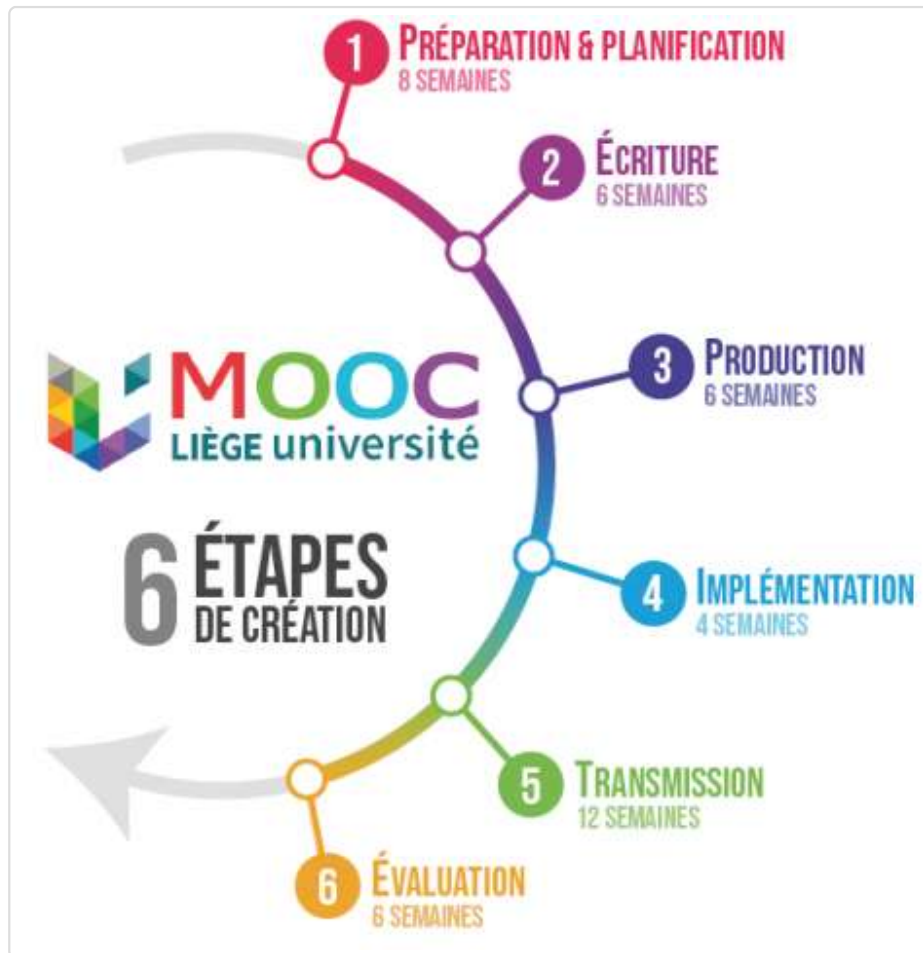 1 PRÉPARATION & PLANIFICATION
8 SEMAINES
2 ÉCRITURE
6 SEMAINES
3 PRODUCTION
6 SEMAINES
MOOC
LIÈGE université
6 ÉTAPES
DE CRÉATION
4 IMPLÉMENTATION
4 SEMAINES
5 TRANSMISSION
12 SEMAINES
6 ÉVALUATION
6 SEMAINES